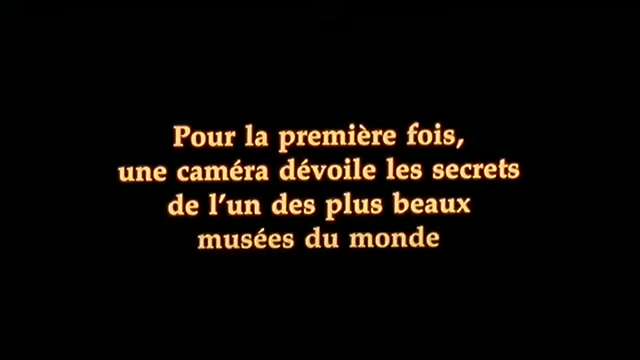 Pour la première fois,
une caméra dévoile les secrets
de l'un des plus beaux
musées du monde